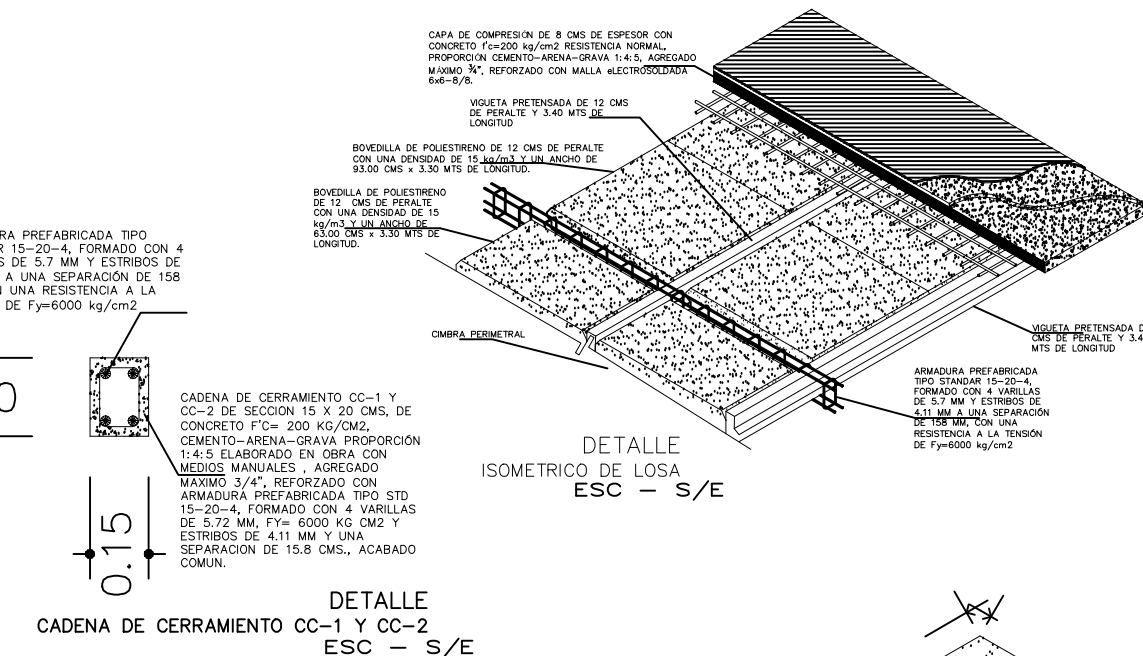 CAPA DE COMPRESIÓN DE 8 CMS DE ESPESOR CON
CONCRETO f'c=200 kg/cm2 RESISTENCIA NORMAL,
PROPORCIÓN CEMENTO-ARENA-GRAVA 1:4:5, AGREGADO
MÁXIMO ¾", REFORZADO CON MALLA eLECTROSOLDADA
6x6-8/8.
VIGUETA PRETENSADA DE 12 CMS
DE PERALTE Y 3.40 MTS DE
LONGITUD
BOVEDILLA DE POLIESTIRENO DE 12 CMS DE PERALTE
CON UNA DENSIDAD DE 15 kg/m3 Y UN ANCHO DE
93.00 CMS x 3.30 MTS DE LONGITUD.
BOVEDILLA DE POLIESTIRENO
DE 12 CMS DE PERALTE
CON UNA DENSIDAD DE 15
kg/m3 Y UN ANCHO DE
63.00 CMS x 3.30 MTS DE
LONGITUD.
RA PREFABRICADA TIPO
R 15-20-4, FORMADO CON 4
S DE 5.7 MM Y ESTRIBOS DE
A UNA SEPARACIÓN DE 158
N UNA RESISTENCIA A LA
DE Fy=6000 kg/cm2
CIMBRA PERIMETRAL
VIGUETA PRETENSADA D
CMS DE PERALTE Y 3.4
MTS DE LONGITUD
ARMADURA PREFABRICADA
TIPO STANDAR 15-20-4,
FORMADO CON 4 VARILLAS
DE 5.7 MM Y ESTRIBOS DE
4.11 MM A UNA SEPARACIÓN
DE 158 MM, CON UNA
RESISTENCIA A LA TENSIÓN
DE Fy=6000 kg/cm2
DETALLE
ISOMETRICO DE LOSA
ESC - S/E
0
CADENA DE CERRAMIENTO CC-1 Y
CC-2 DE SECCION 15 X 20 CMS, DE
CONCRETO F'C= 200 KG/CM2,
CEMENTO-ARENA-GRAVA PROPORCIÓN
1:4:5 ELABORADO EN OBRA CON
MEDIOS MANUALES , AGREGADO
MAXIMO 3/4", REFORZADO CON
ARMADURA PREFABRICADA TIPO STD
15-20-4, FORMADO CON 4 VARILLAS
DE 5.72 MM, FY= 6000 KG CM2 Y
ESTRIBOS DE 4.11 MM Y UNA
SEPARACION DE 15.8 CMS., ACABADO
COMUN.
0.15
DETALLE
CADENA DE CERRAMIENTO CC-1 Y CC-2
ESC - S/E